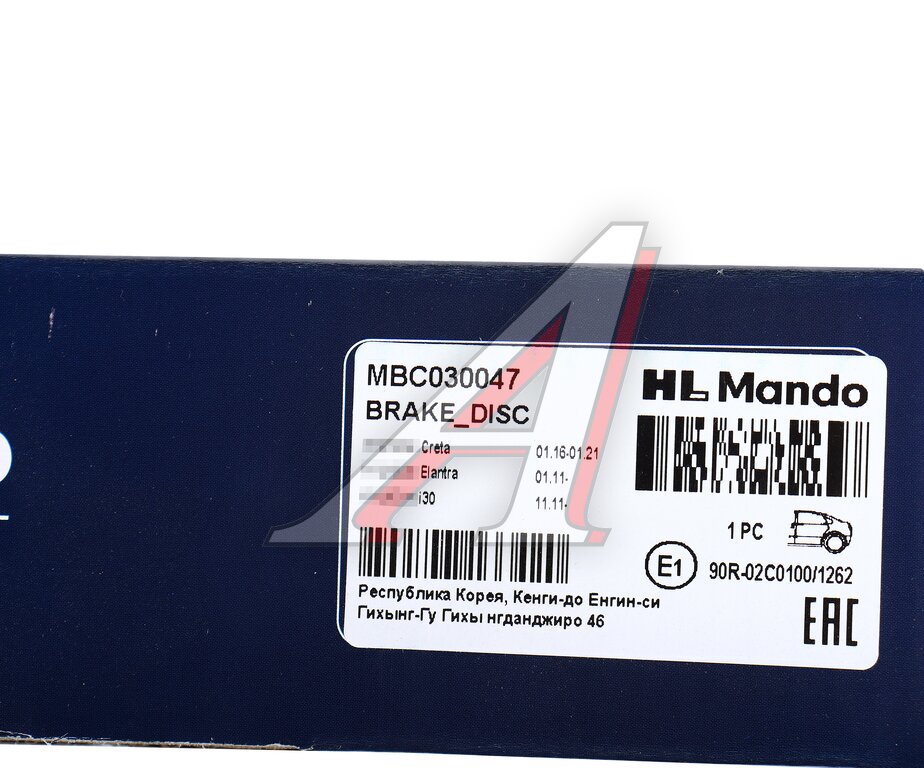 MBC030047
BRAKE_DISC
Creta 01.16-01.21
Elantra 01.11-
i30 11.11-
HL Mando
1 PC
E1 90R-02C0100/1262
Республика Корея, Кенги-до Енгин-си
Гихынг-Гу Гихы нгданджиро 46
EAC